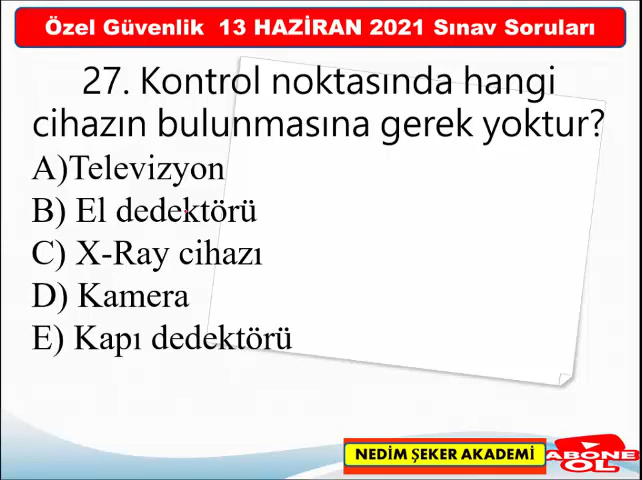 Özel Güvenlik 13 HAZİRAN 2021 Sınav Soruları
27. Kontrol noktasında hangi
cihazın bulunmasına gerek yoktur?
A)Televizyon
B) El dedektörü
C) X-Ray cihazı
D) Kamera
E) Kapı dedektörü
NEDİM ŞEKER AKADEMİ
ABONE
OL